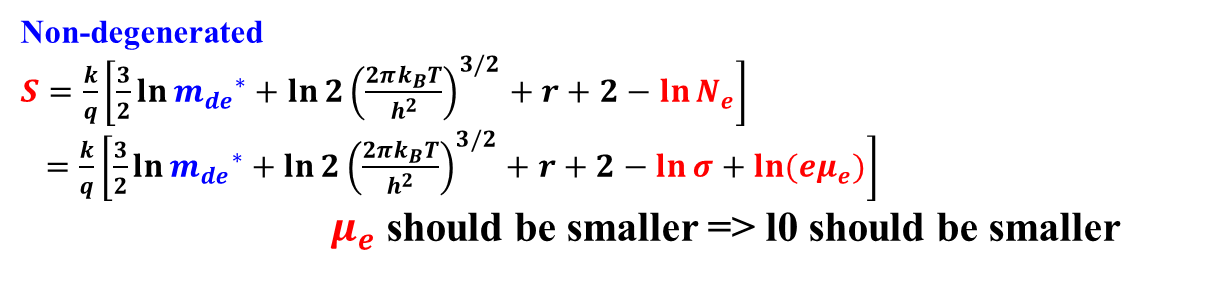 Non-degenerated
S = k/q [3/2 ln m_de* + ln 2 (2πk_BT/h²)^3/2 + r + 2 − ln N_e]
= k/q [3/2 ln m_de* + ln 2 (2πk_BT/h²)^3/2 + r + 2 − ln σ + ln(eμ_e)]
μ_e should be smaller => l0 should be smaller